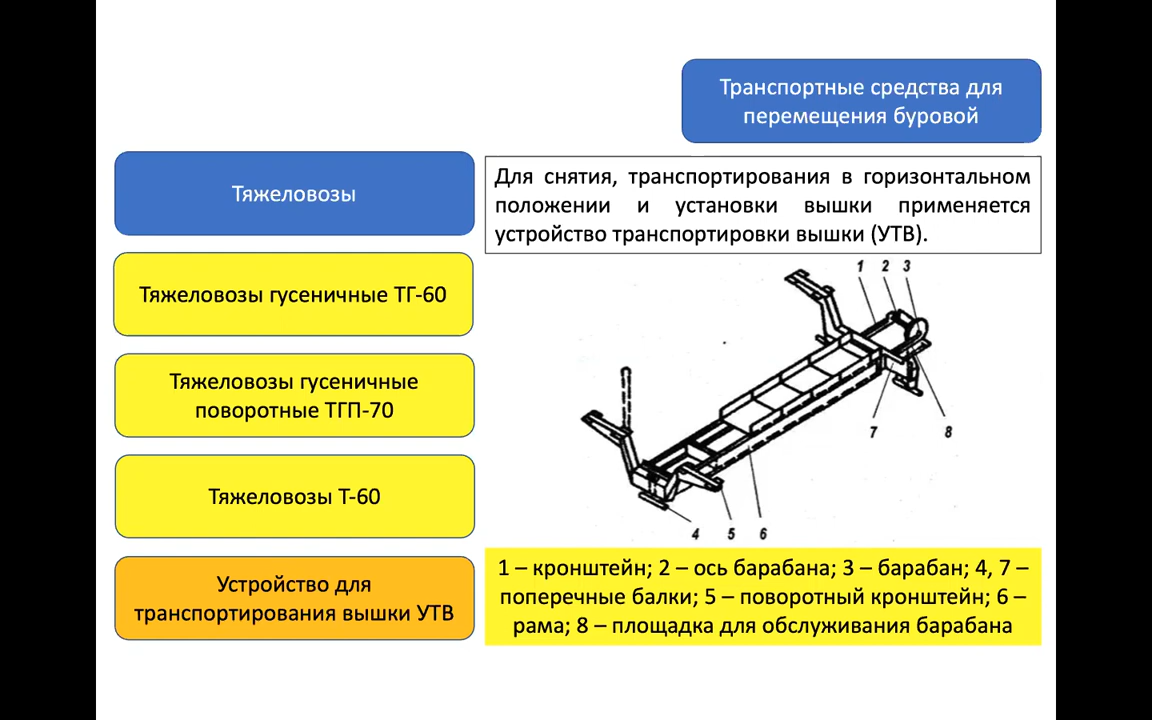 Транспортные средства для
перемещения буровой
Тяжеловозы
Тяжеловозы гусеничные ТГ-60
Тяжеловозы гусеничные
поворотные ТГП-70
Тяжеловозы Т-60
Устройство для
транспортирования вышки УТВ
Для снятия, транспортирования в горизонтальном
положении и установки вышки применяется
устройство транспортировки вышки (УТВ).
1 2 3
7 8
4 5 6
1 – кронштейн; 2 – ось барабана; 3 – барабан; 4, 7 –
поперечные балки; 5 – поворотный кронштейн; 6 –
рама; 8 – площадка для обслуживания барабана